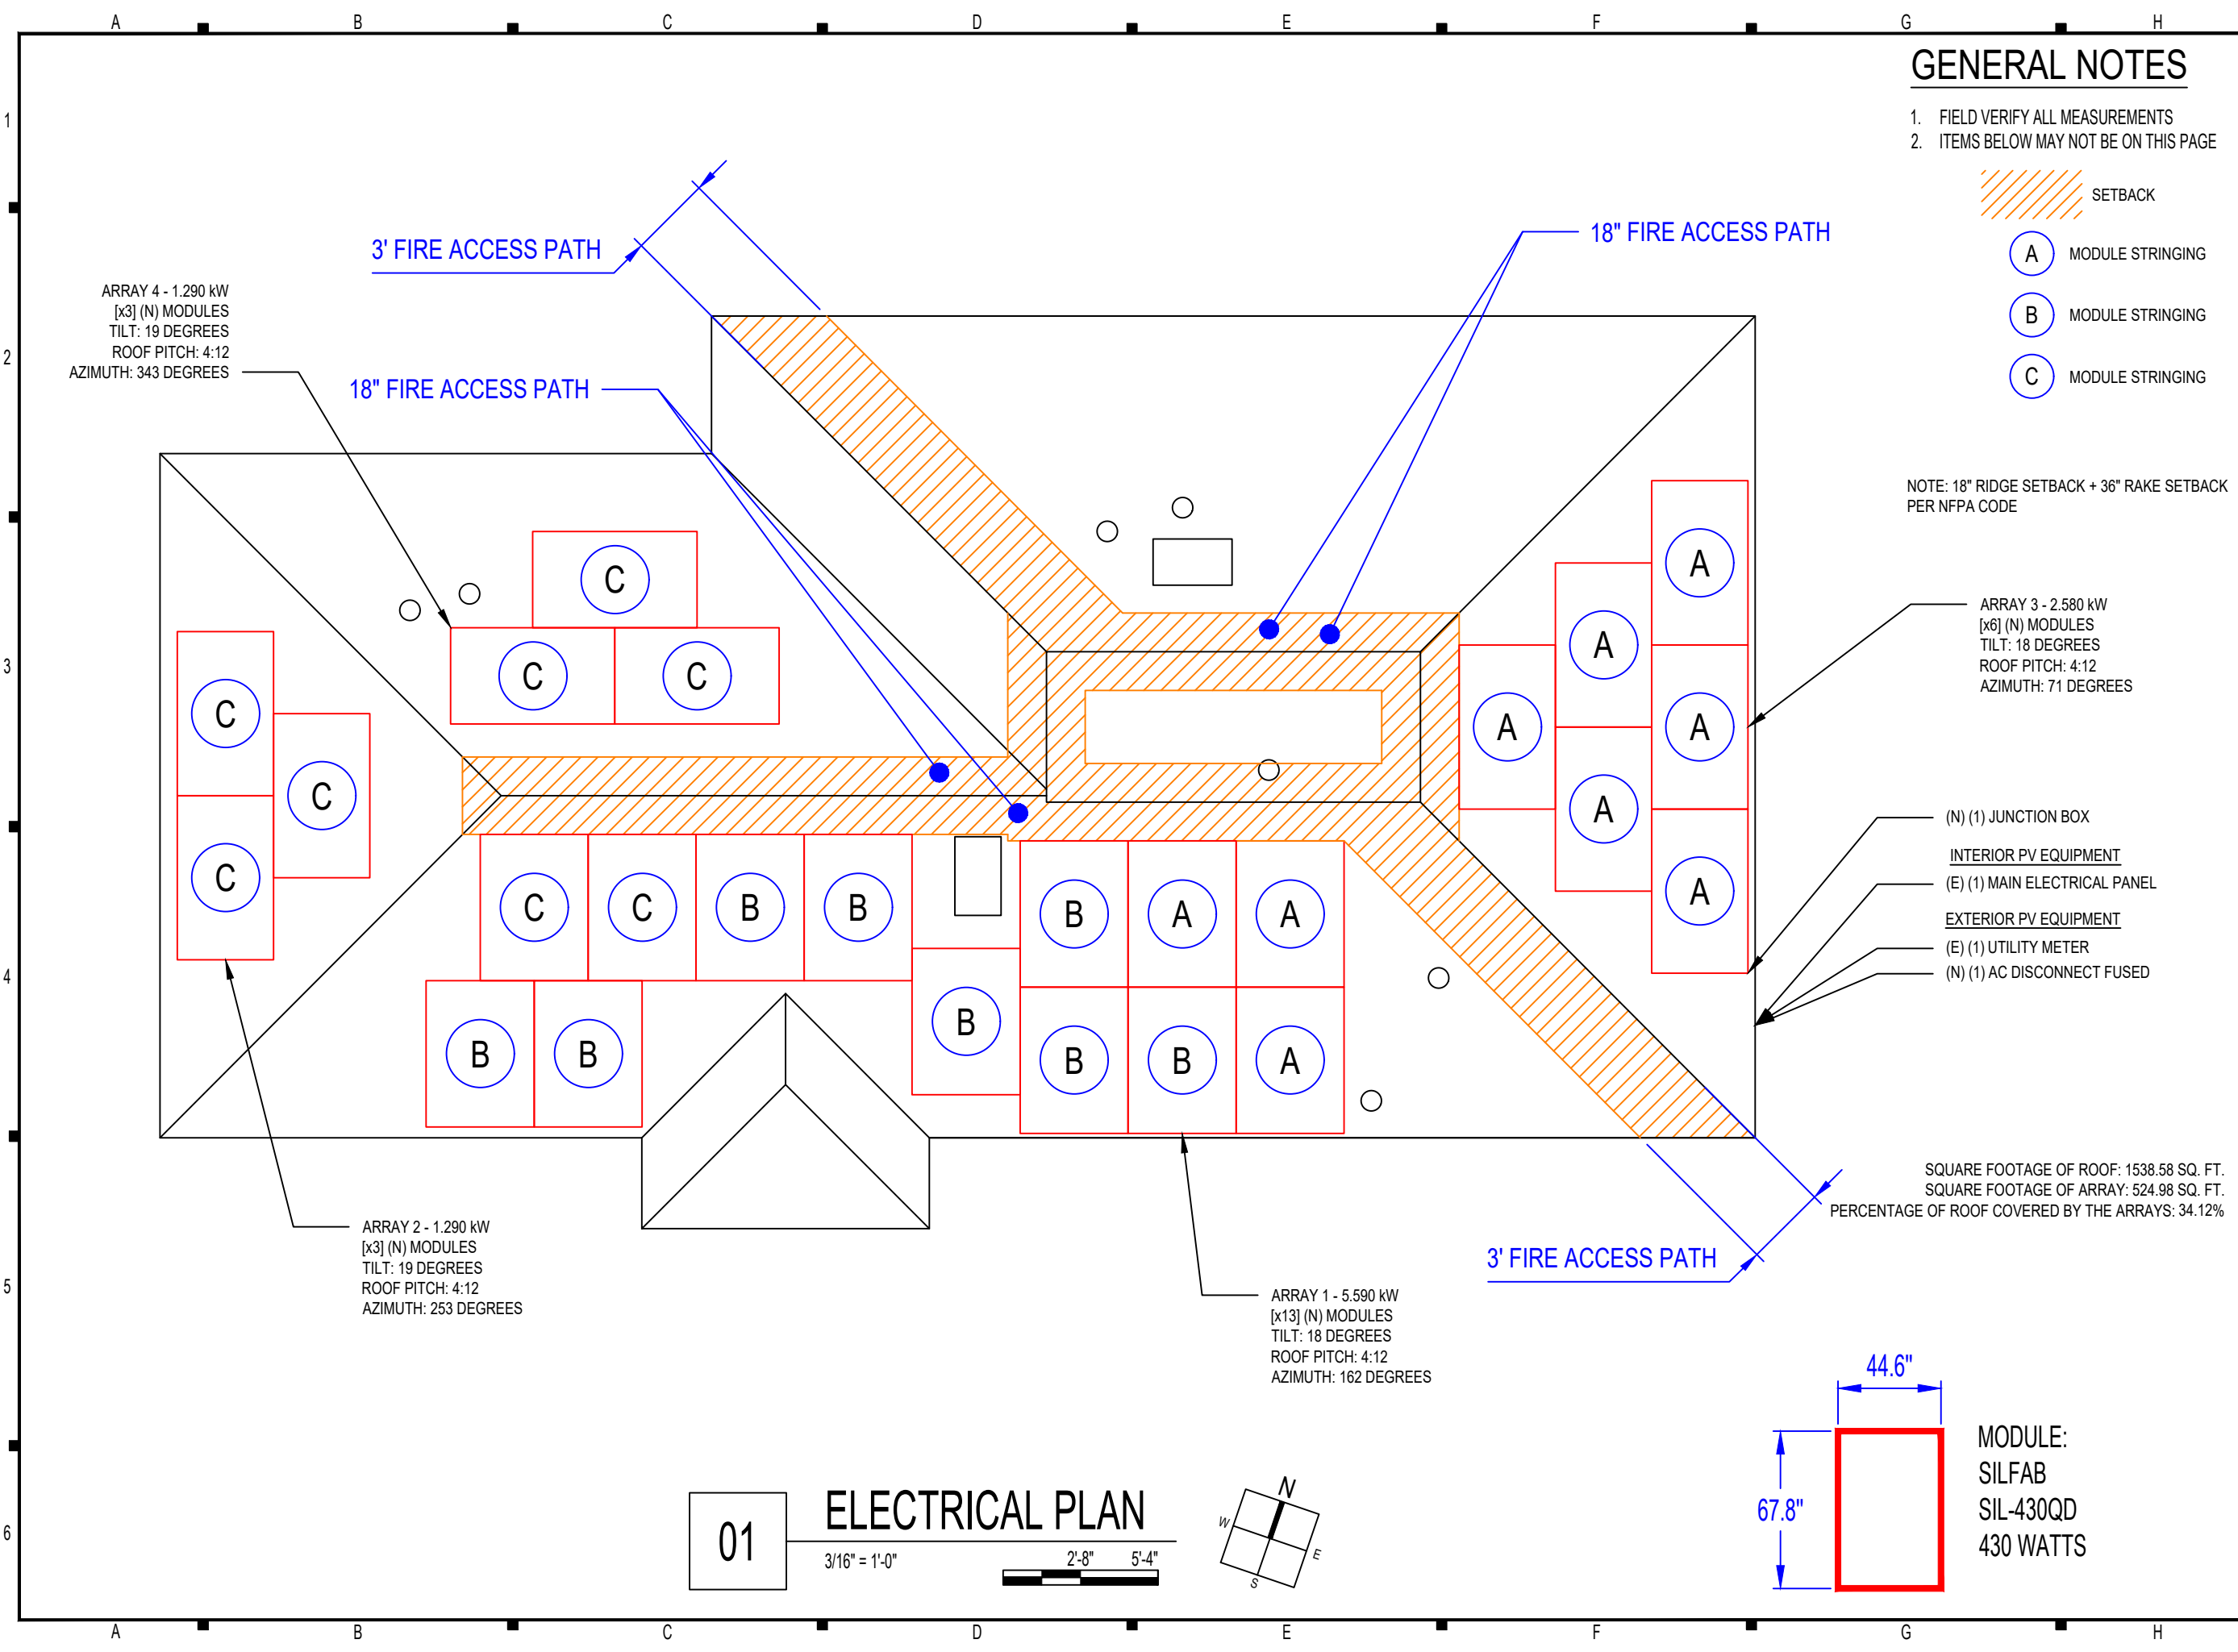 A B C D E F G H
GENERAL NOTES
1. FIELD VERIFY ALL MEASUREMENTS
2. ITEMS BELOW MAY NOT BE ON THIS PAGE
SETBACK
A MODULE STRINGING
B MODULE STRINGING
C MODULE STRINGING
NOTE: 18" RIDGE SETBACK + 36" RAKE SETBACK
PER NFPA CODE
1
2
3
4
5
6
3' FIRE ACCESS PATH
18" FIRE ACCESS PATH
ARRAY 4 - 1.290 kW
[x3] (N) MODULES
TILT: 19 DEGREES
ROOF PITCH: 4:12
AZIMUTH: 343 DEGREES
18" FIRE ACCESS PATH
C
C C
C
C
C
A
A
A
A
A
A
ARRAY 3 - 2.580 kW
[x6] (N) MODULES
TILT: 18 DEGREES
ROOF PITCH: 4:12
AZIMUTH: 71 DEGREES
C C B B B A A
B B B B B A
(N) (1) JUNCTION BOX
INTERIOR PV EQUIPMENT
(E) (1) MAIN ELECTRICAL PANEL
EXTERIOR PV EQUIPMENT
(E) (1) UTILITY METER
(N) (1) AC DISCONNECT FUSED
SQUARE FOOTAGE OF ROOF: 1538.58 SQ. FT.
SQUARE FOOTAGE OF ARRAY: 524.98 SQ. FT.
PERCENTAGE OF ROOF COVERED BY THE ARRAYS: 34.12%
3' FIRE ACCESS PATH
ARRAY 2 - 1.290 kW
[x3] (N) MODULES
TILT: 19 DEGREES
ROOF PITCH: 4:12
AZIMUTH: 253 DEGREES
ARRAY 1 - 5.590 kW
[x13] (N) MODULES
TILT: 18 DEGREES
ROOF PITCH: 4:12
AZIMUTH: 162 DEGREES
44.6"
67.8"
MODULE:
SILFAB
SIL-430QD
430 WATTS
01
ELECTRICAL PLAN
3/16" = 1'-0"
2'-8" 5'-4"
N
W
E
S
A B C D E F G H